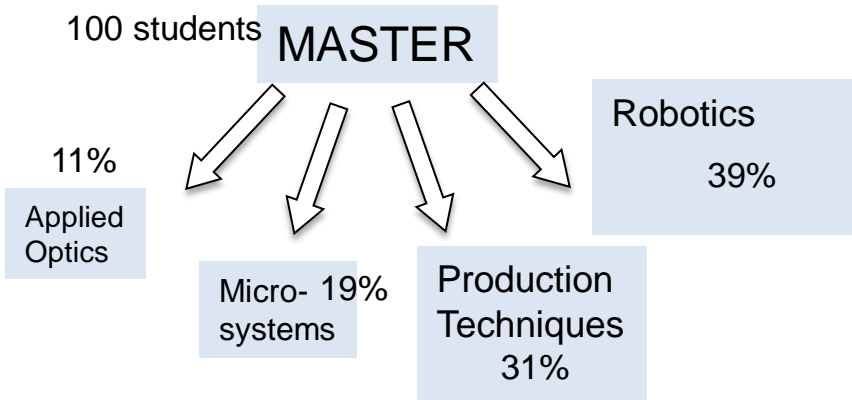 100 students
MASTER
11%
Applied
Optics
Micro- 19%
systems
Production
Techniques
31%
Robotics
39%